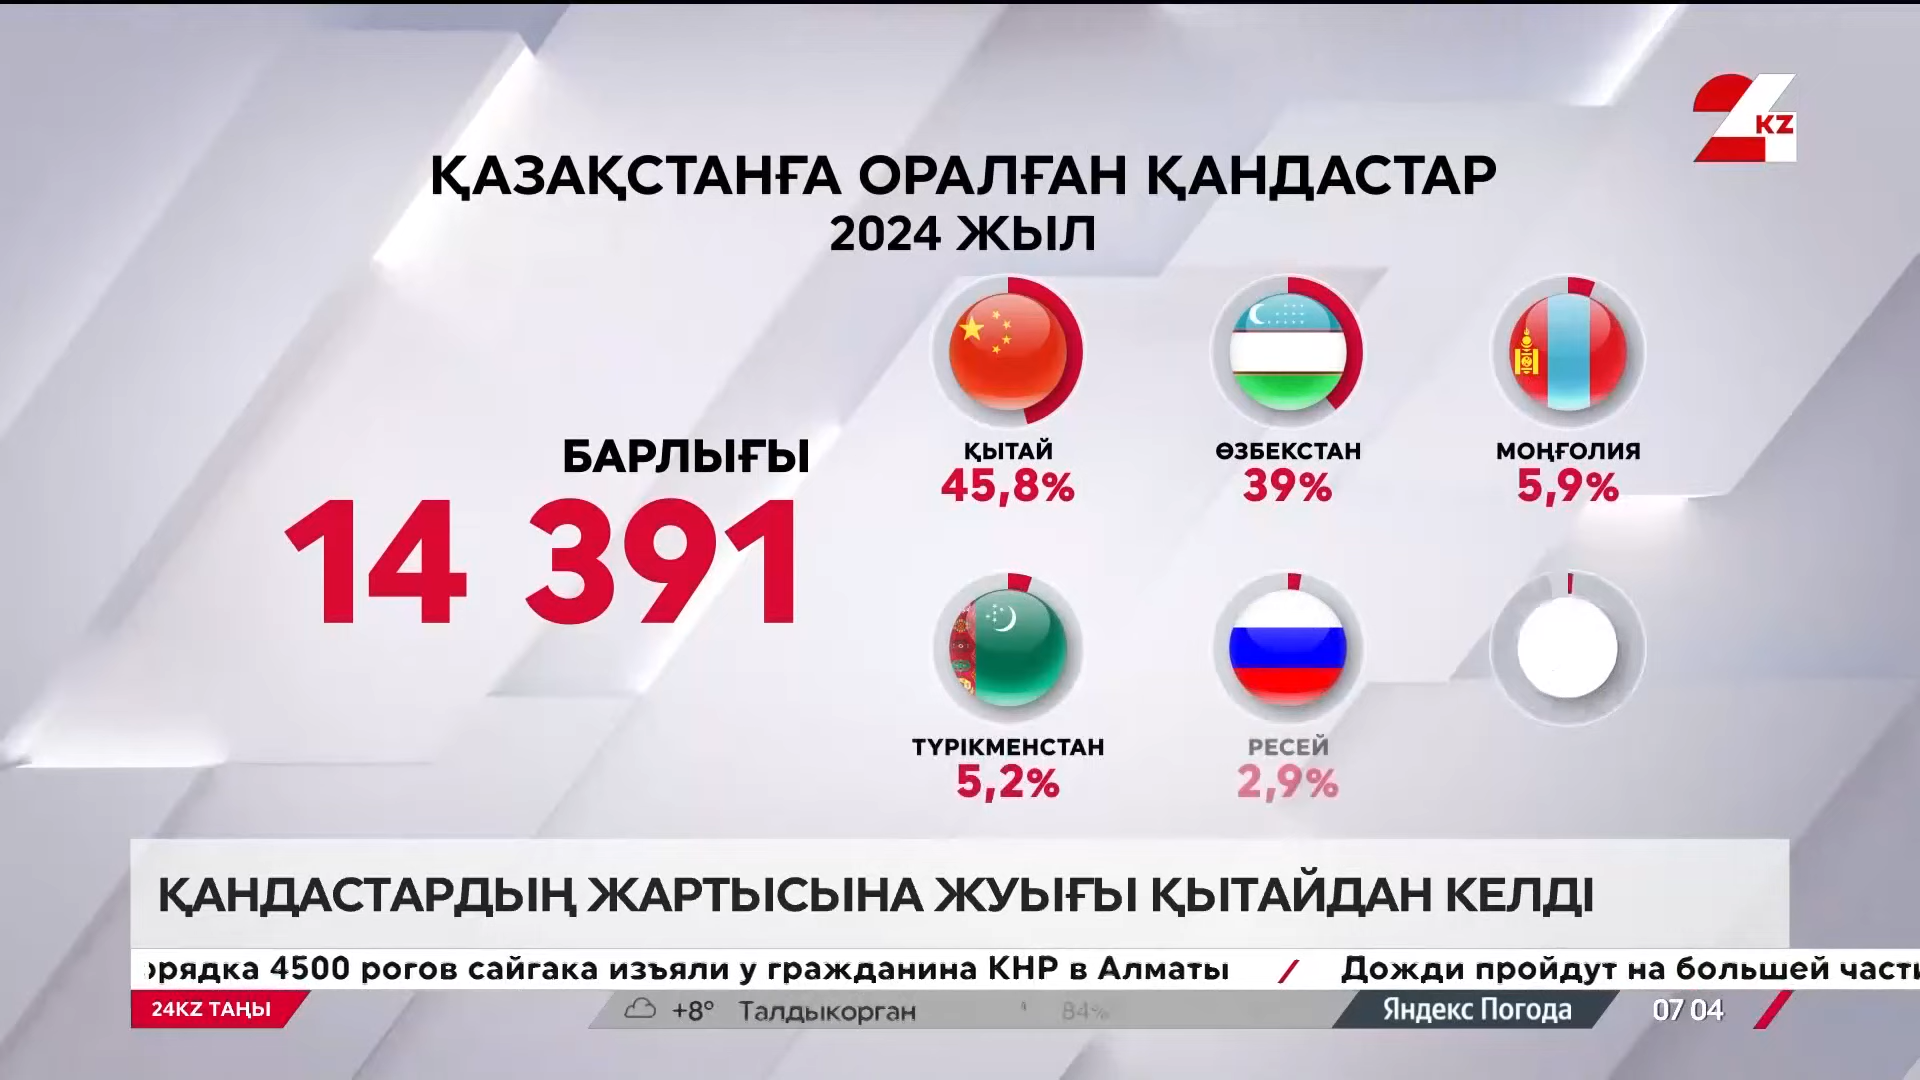 24KZ
ҚАЗАҚСТАНҒА ОРАЛҒАН ҚАНДАСТАР
2024 ЖЫЛ
БАРЛЫҒЫ
14 391
ҚЫТАЙ
45,8%
ӨЗБЕКСТАН
39%
МОҢҒОЛИЯ
5,9%
ТҮРІКМЕНСТАН
5,2%
РЕСЕЙ
2,9%
ҚАНДАСТАРДЫҢ ЖАРТЫСЫНА ЖУЫҒЫ ҚЫТАЙДАН КЕЛДІ
орядка 4500 рогов сайгака изъяли у гражданина КНР в Алматы / Дожди пройдут на большей части
24KZ ТАҢЫ +8° Талдыкорган 84% Яндекс Погода 07 04